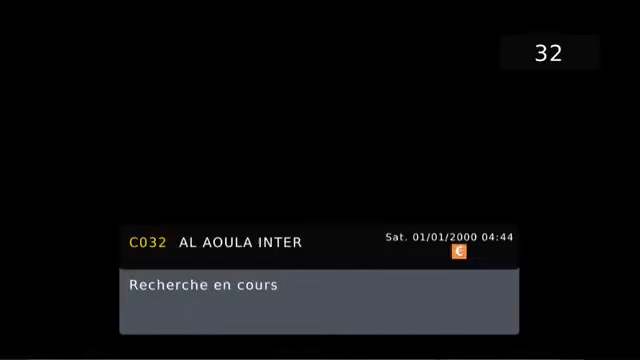 32
C032 AL AOULA INTER
Sat. 01/01/2000 04:44
€
Recherche en cours